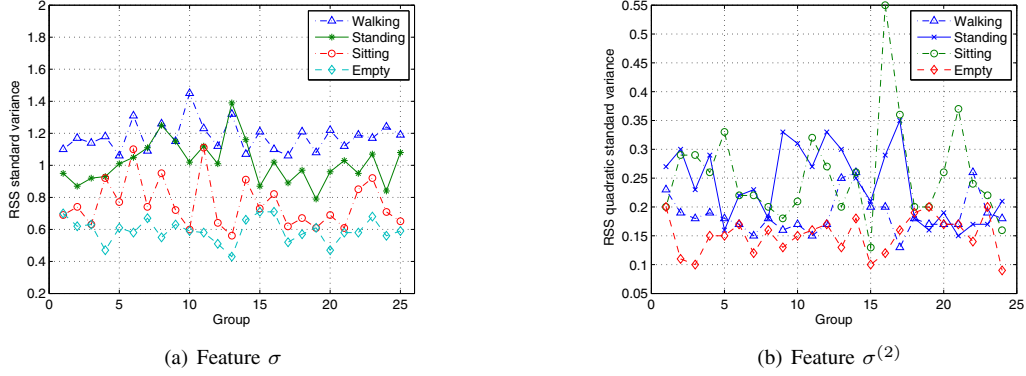 2
1.8
1.6
1.4
1.2
1
0.8
0.6
0.4
0.2
0
5
10
15
20
25
RSS standard variance
Group
Walking
Standing
Sitting
Empty
(a) Feature σ
0.55
0.5
0.45
0.4
0.35
0.3
0.25
0.2
0.15
0.1
0.05
0
5
10
15
20
25
RSS quadratic standard variance
Group
Walking
Standing
Sitting
Empty
(b) Feature σ(2)